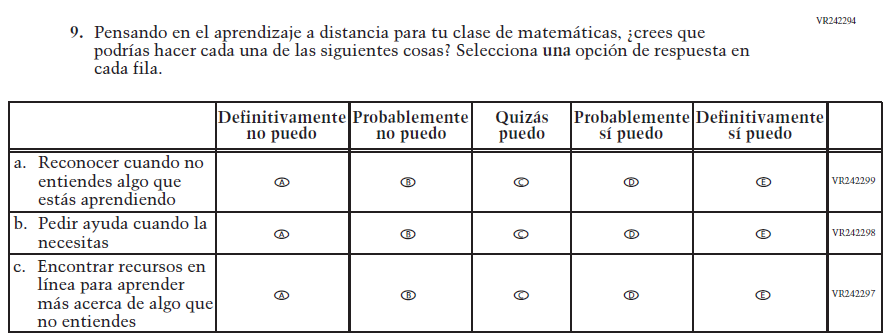 VR242294
9. Pensando en el aprendizaje a distancia para tu clase de matemáticas, ¿crees que
podrías hacer cada una de las siguientes cosas? Selecciona una opción de respuesta en
cada fila.
Definitivamente no puedo Probablemente no puedo Quizás puedo Probablemente sí puedo Definitivamente sí puedo
a. Reconocer cuando no
entiendes algo que
estás aprendiendo
A B C D E VR242299
b. Pedir ayuda cuando la
necesitas
A B C D E VR242298
c. Encontrar recursos en
línea para aprender
más acerca de algo que
no entiendes
A B C D E VR242297